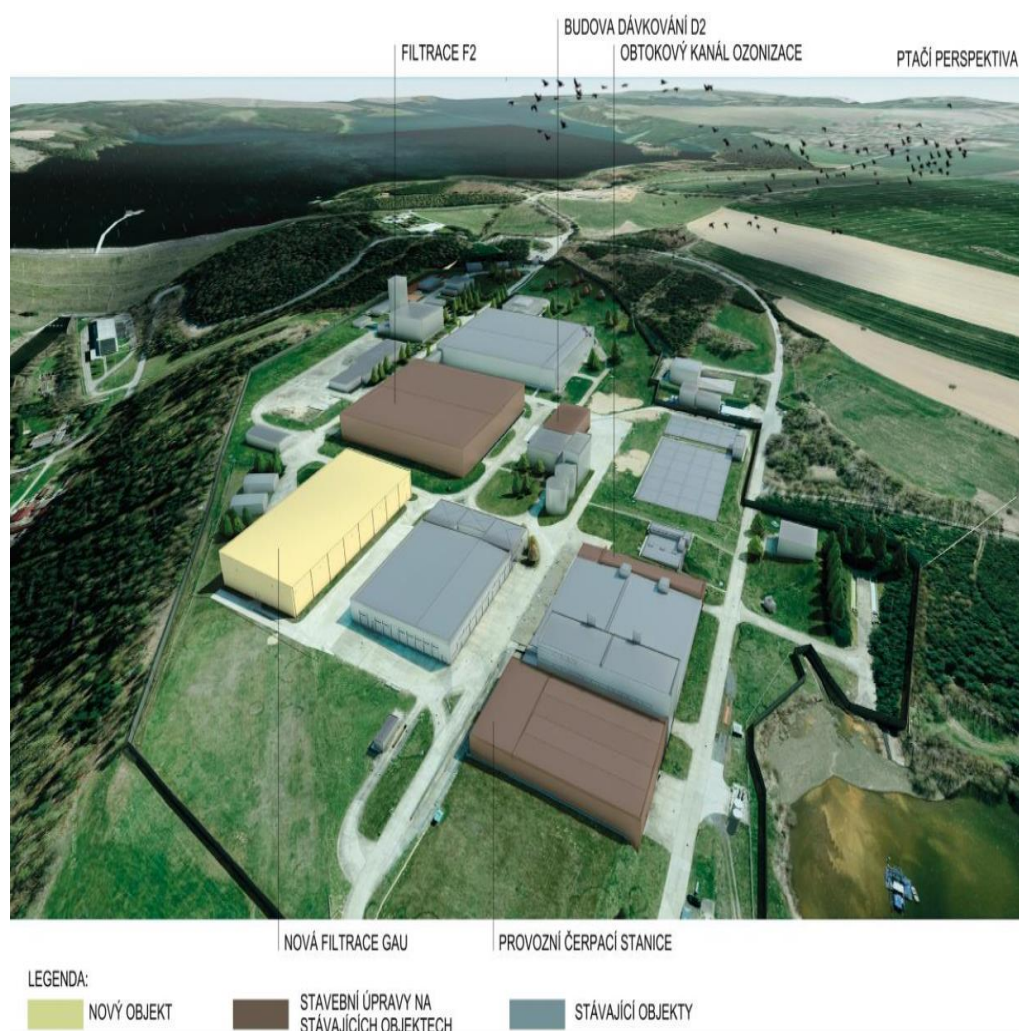 BUDOVA DÁVKOVÁNÍ D2
FILTRACE F2
OBTOKOVÝ KANÁL OZONIZACE
PTAČÍ PERSPEKTIVA
NOVÁ FILTRACE GAU
PROVOZNÍ ČERPACÍ STANICE
LEGENDA:
NOVÝ OBJEKT
STAVEBNÍ ÚPRAVY NA
STÁVAJÍCÍCH OBJEKTECH
STÁVAJÍCÍ OBJEKTY